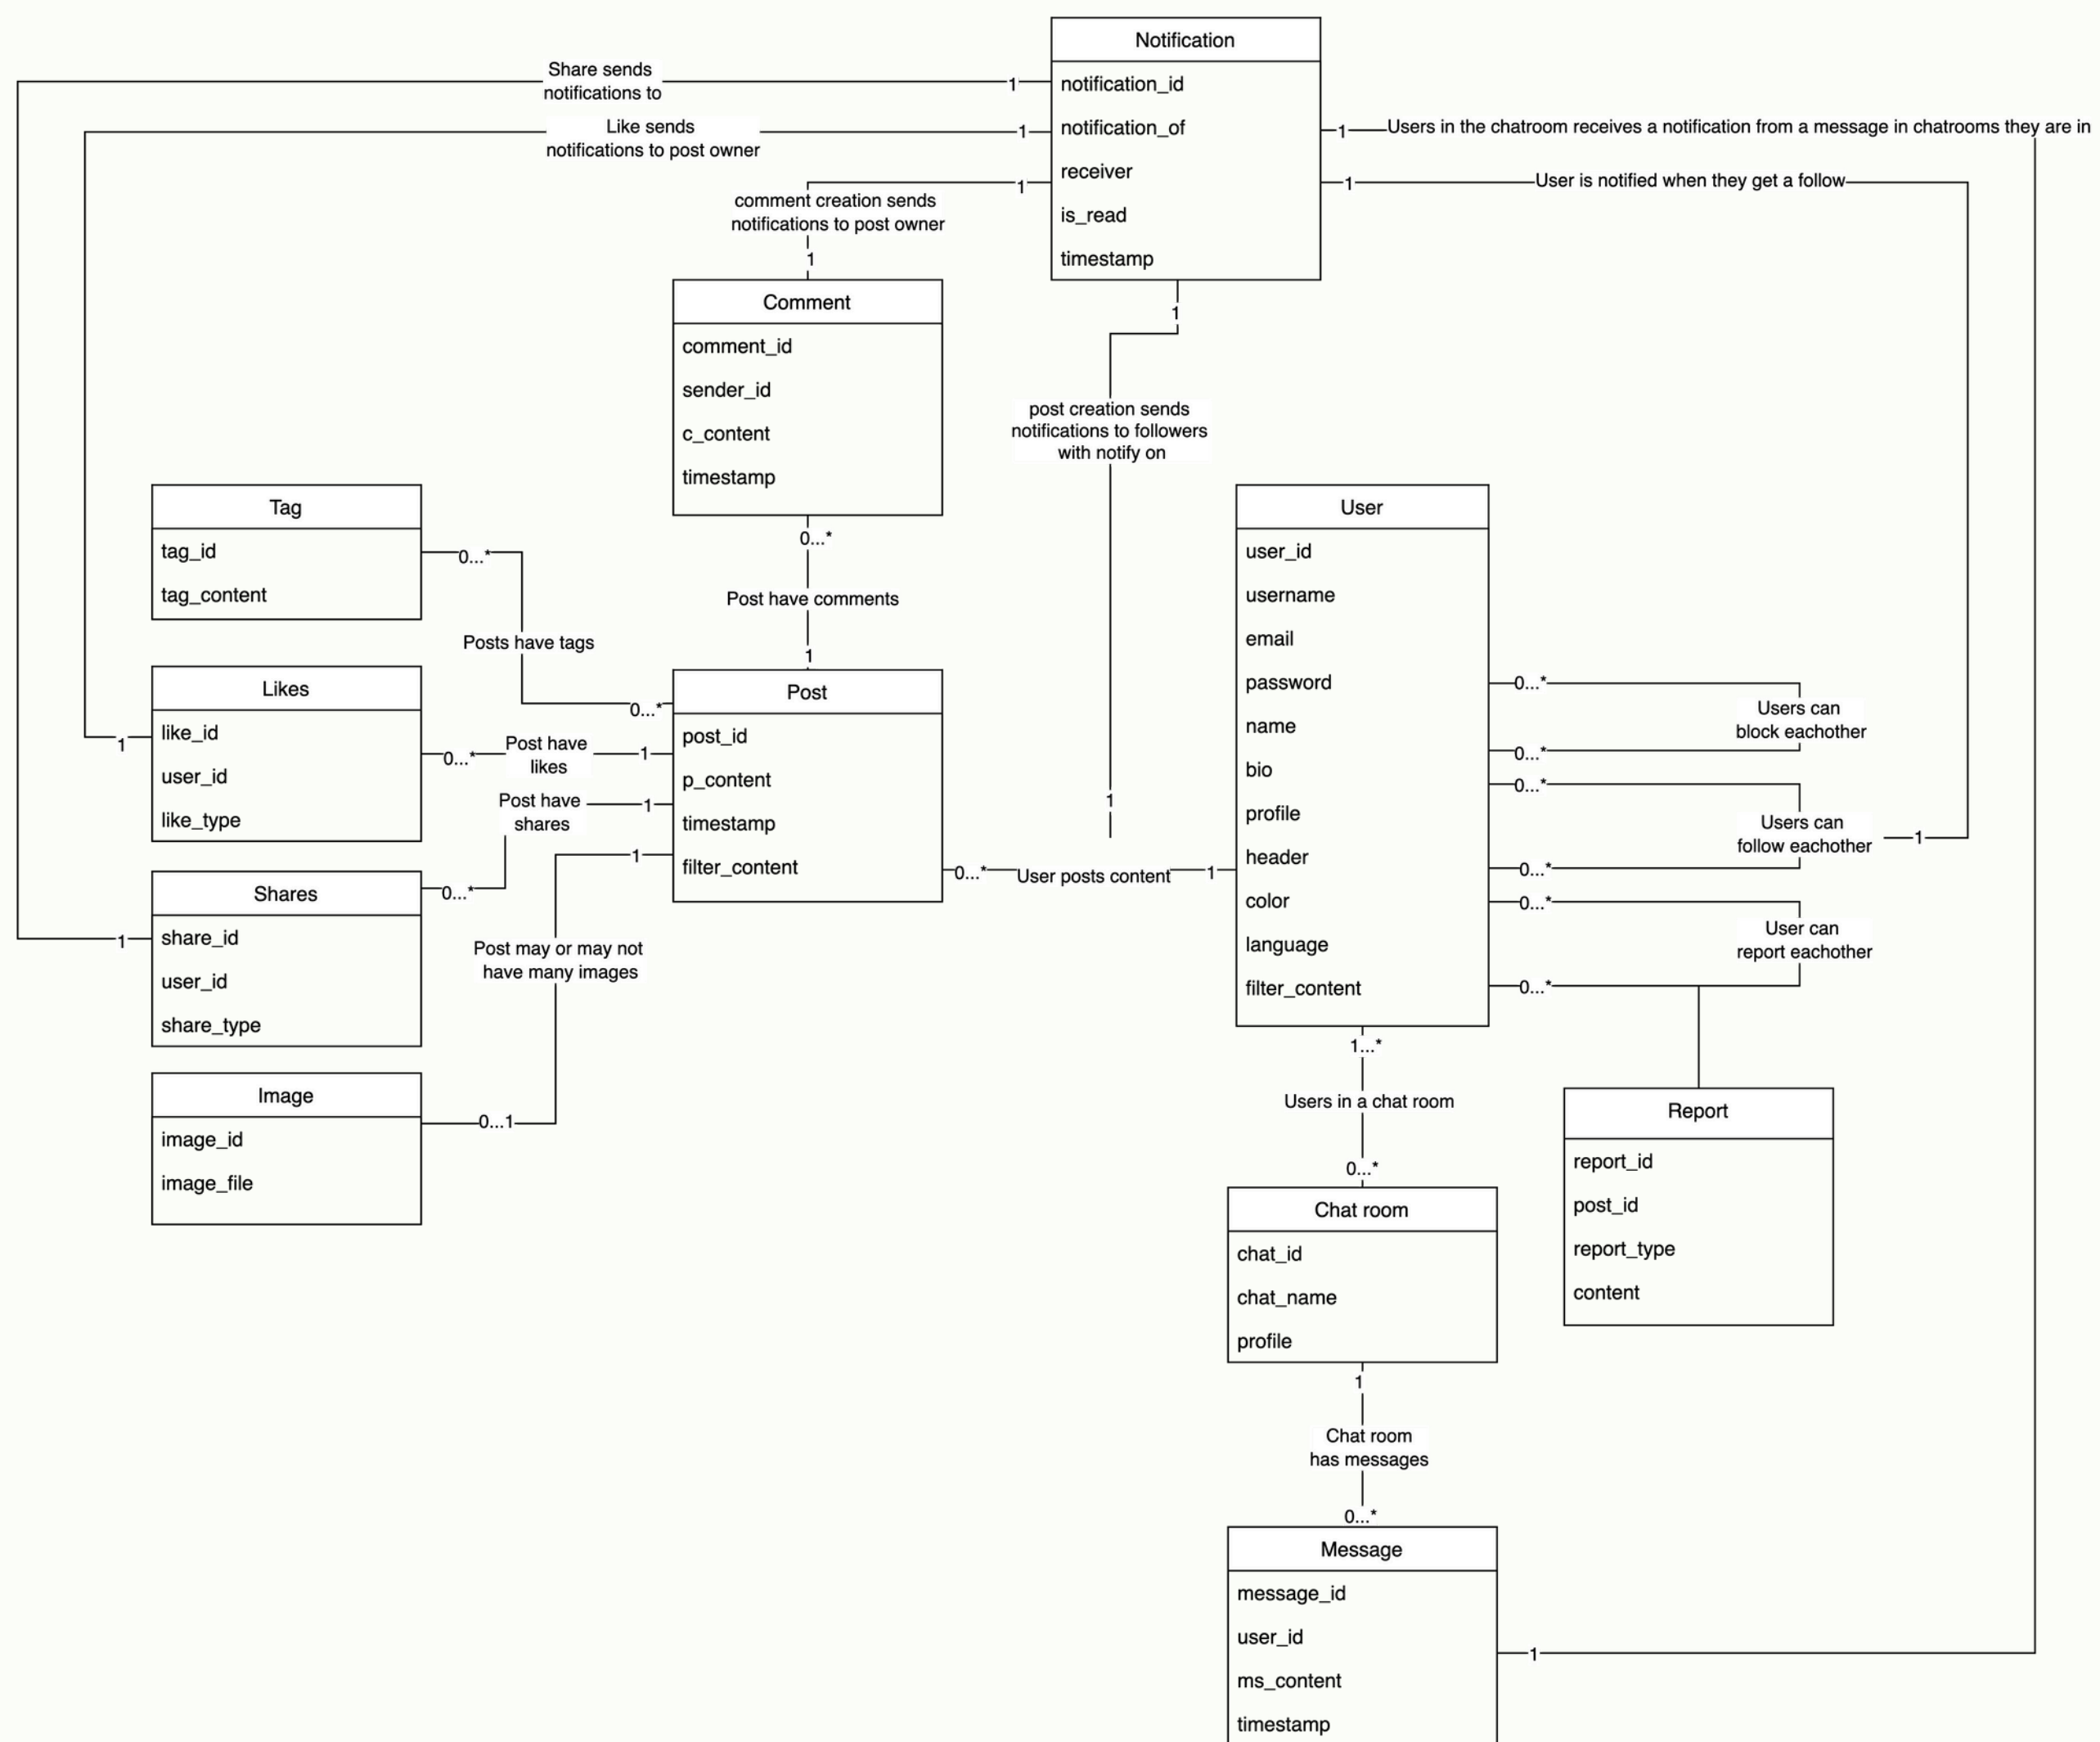 Notification
notification_id
notification_of
receiver
is_read
timestamp
Share sends
notifications to
1
Like sends
notifications to post owner
1
1
comment creation sends
notifications to post owner
1
1
Users in the chatroom receives a notification from a message in chatrooms they are in
1
User is notified when they get a follow
1
post creation sends
notifications to followers
with notify on
1
Comment
comment_id
sender_id
c_content
timestamp
0...*
Post have comments
1
Tag
tag_id
tag_content
0...*
Posts have tags
0...*
Likes
like_id
user_id
like_type
1
0...*
Post have
likes
1
Post have
shares
1
0...*
Shares
share_id
user_id
share_type
1
Post may or may not
have many images
1
0...1
Image
image_id
image_file
Post
post_id
p_content
timestamp
filter_content
0...*
User posts content
1
User
user_id
username
email
password
name
bio
profile
header
color
language
filter_content
0...*
Users can
block eachother
0...*
0...*
Users can
follow eachother
1
0...*
0...*
User can
report eachother
0...*
1...*
Users in a chat room
0...*
Report
report_id
post_id
report_type
content
Chat room
chat_id
chat_name
profile
1
Chat room
has messages
0...*
Message
message_id
user_id
ms_content
timestamp
1